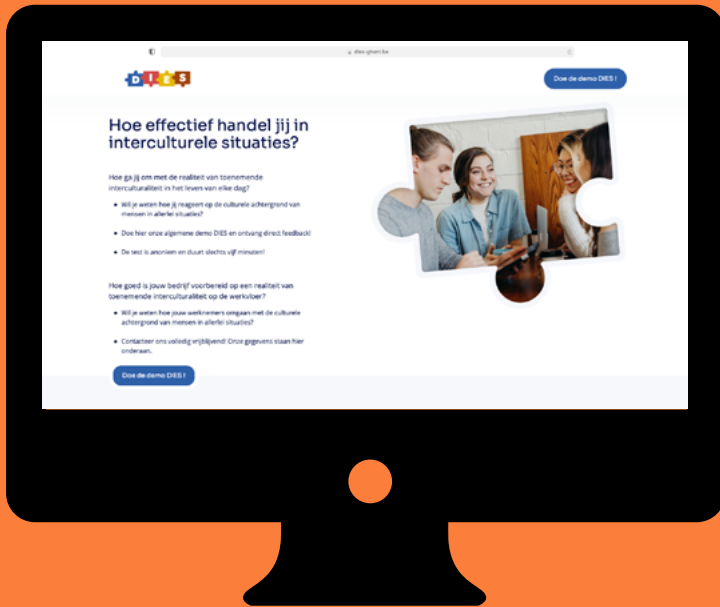 dies-ghent.be
DIES
Doe de demo DIES !
Hoe effectief handel jij in
interculturele situaties?
Hoe ga jij om met de realiteit van toenemende
interculturaliteit in het leven van elke dag?
Wil je weten hoe jij reageert op de culturele achtergrond van
mensen in allerlei situaties?
Doe hier onze algemene demo DIES en ontvang direct feedback!
De test is anoniem en duurt slechts vijf minuten!
Hoe goed is jouw bedrijf voorbereid op een realiteit van
toenemende interculturaliteit op de werkvloer?
Wil je weten hoe jouw werknemers omgaan met de culturele
achtergrond van mensen in allerlei situaties?
Contacteer ons volledig vrijblijvend! Onze gegevens staan hier
onderaan.
Doe de demo DIES !